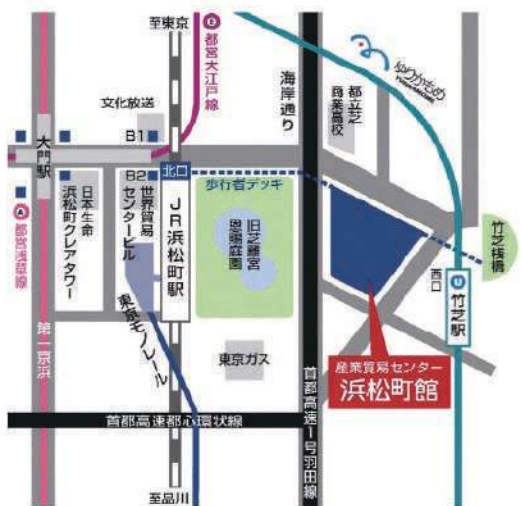 至東京
E
都営大江戸線
ゆりかもめ
文化放送
海岸通り
都立芝
商業高校
B1
大門駅
北口
歩行者デッキ
B2
日本生命
浜松町クレアタワー
世界貿易
センタービル
JR浜松町駅
旧芝離宮
恩賜庭園
A
都営浅草線
竹芝桟橋
西口
U
竹芝駅
東京モノレール
第一京浜
東京ガス
産業貿易センター
浜松町館
首都高速都心環状線
首都高速1号羽田線
至品川